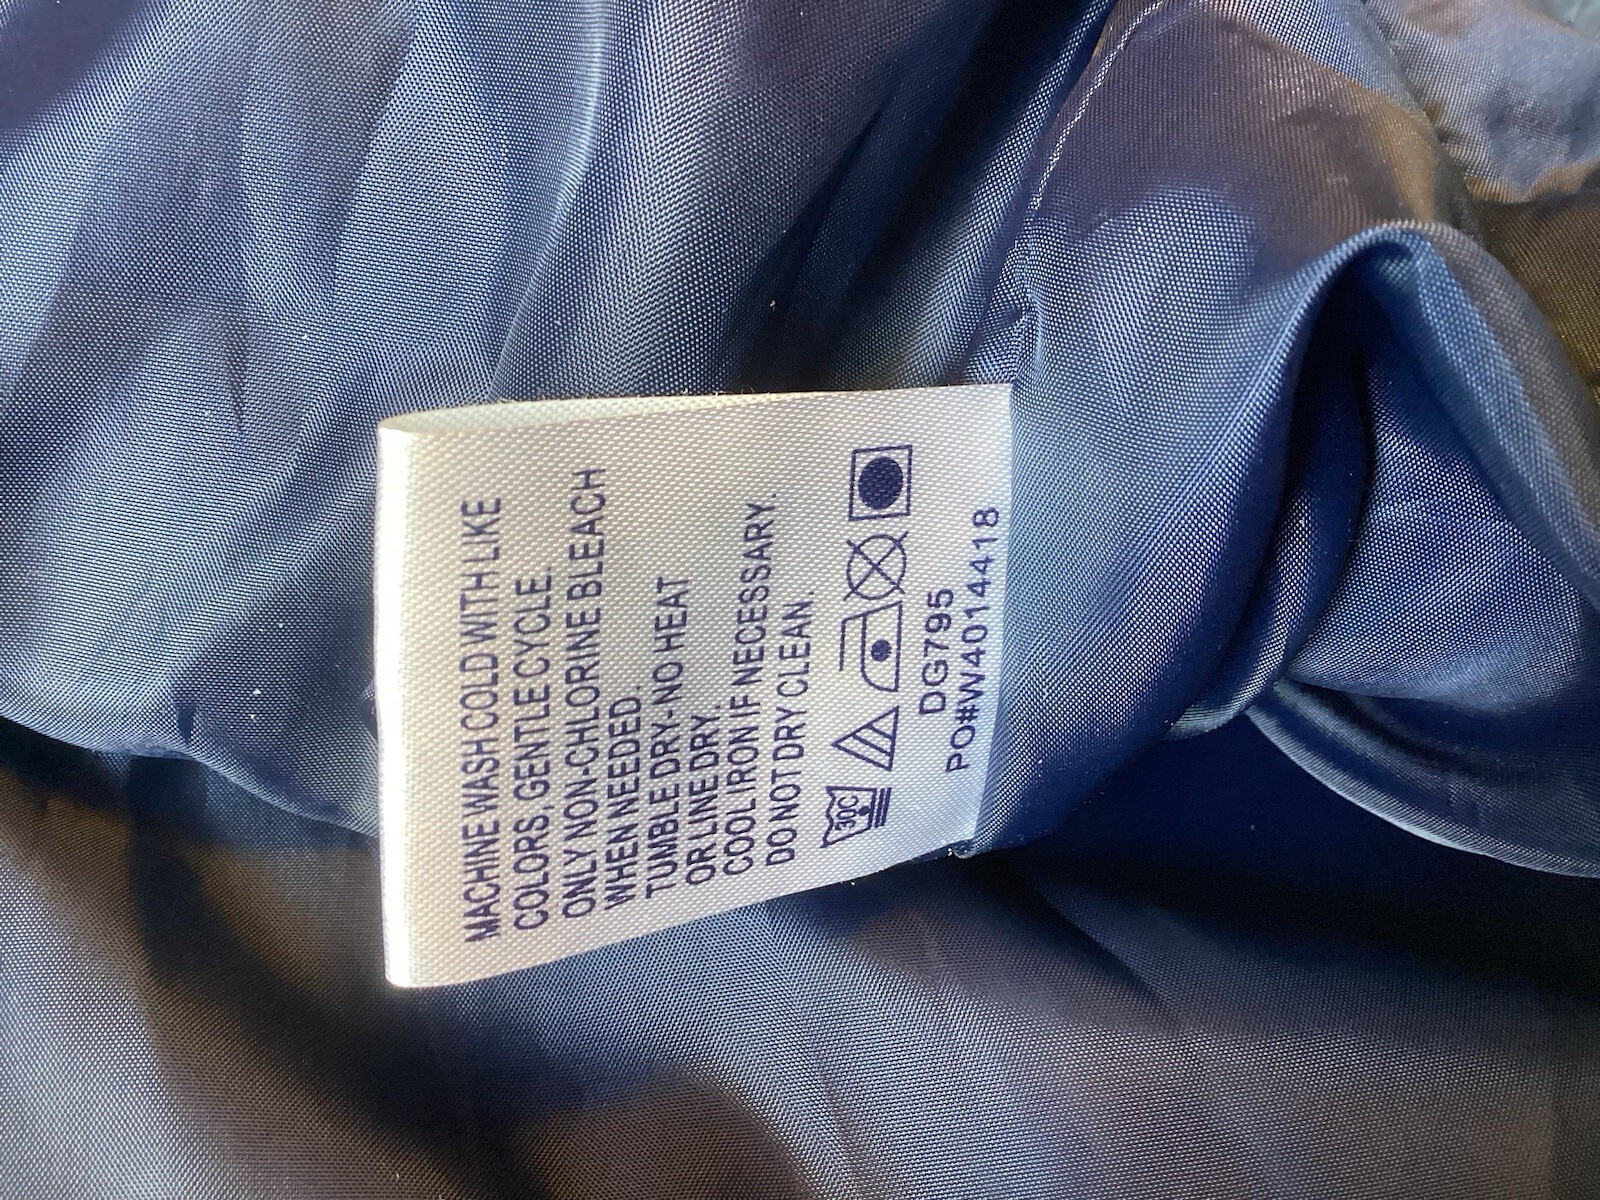 MACHINE WASH COLD WITH LIKE
COLORS, GENTLE CYCLE.
ONLY NON-CHLORINE BLEACH
WHEN NEEDED.
TUMBLE DRY-NO HEAT
OR LINE DRY.
COOL IRON IF NECESSARY.
DO NOT DRY CLEAN.
30C
DG795
PO#W4014418